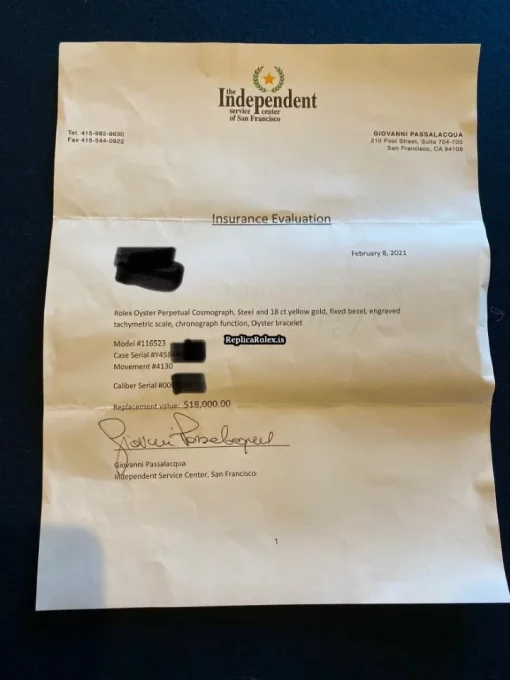 the
Independent
service center
of San Francisco
Tel. 415-982-9630
Fax 415-544-0922
GIOVANNI PASSALACQUA
210 Post Street, Suite 704-705
San Francisco, CA 94108
Insurance Evaluation
February 8, 2021
Rolex Oyster Perpetual Cosmograph, Steel and 18 ct yellow gold, fixed bezel, engraved
tachymetric scale, chronograph function, Oyster bracelet
ReplicaRolex.is
Model #116523
Case Serial #Y458
Movement #4130
Caliber Serial #00
Replacement value: $18,000.00
Giovanni Passalacqua
Giovanni Passalacqua
Independent Service Center, San Francisco
1